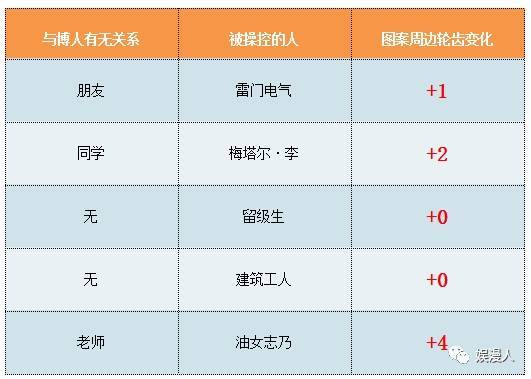 与博人有无关系 被操控的人 图案周边轮齿变化
朋友 雷门电气 +1
同学 梅塔尔·李 +2
无 留级生 +0
无 建筑工人 +0
老师 油女志乃 +4
娱漫人